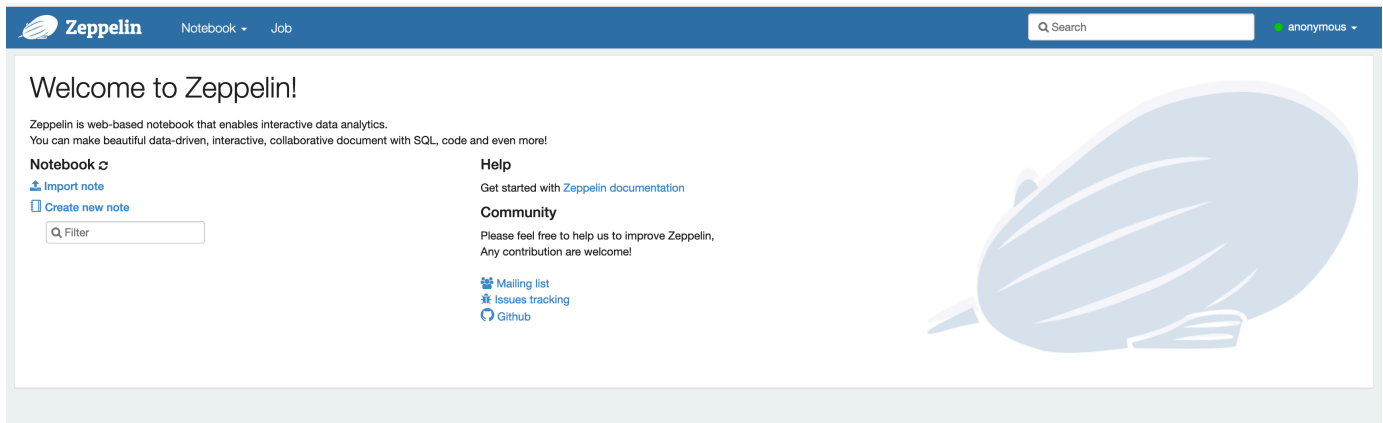 Zeppelin Notebook Job Search anonymous
Welcome to Zeppelin!
Zeppelin is web-based notebook that enables interactive data analytics.
You can make beautiful data-driven, interactive, collaborative document with SQL, code and even more!
Notebook
Import note
Create new note
Filter
Help
Get started with Zeppelin documentation
Community
Please feel free to help us to improve Zeppelin,
Any contribution are welcome!
Mailing list
Issues tracking
Github